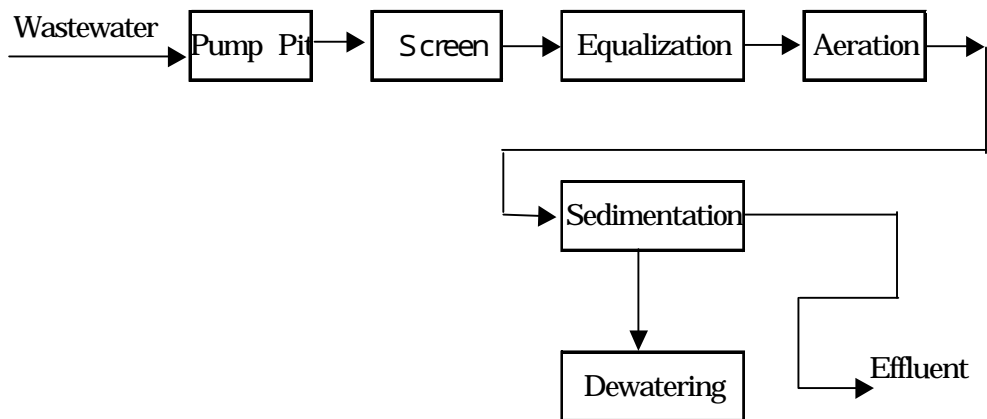 Wastewater
Pump Pit
Screen
Equalization
Aeration
Sedimentation
Dewatering
Effluent